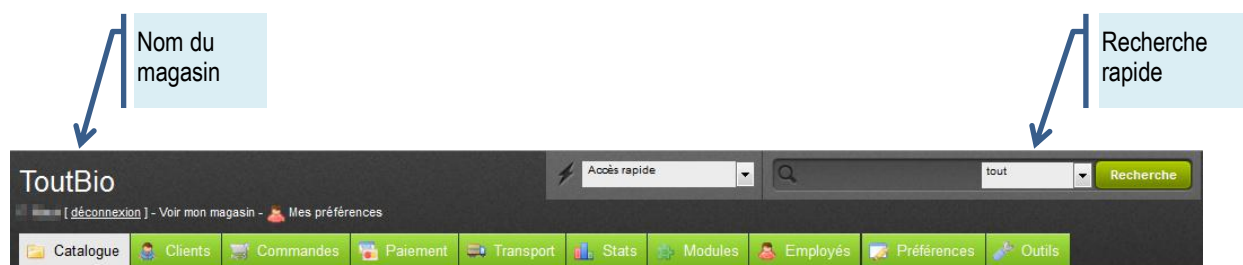 Nom du
magasin
Recherche
rapide
ToutBio
Accès rapide
tout
Recherche
[ déconnexion ] - Voir mon magasin - Mes préférences
Catalogue Clients Commandes Paiement Transport Stats Modules Employés Préférences Outils